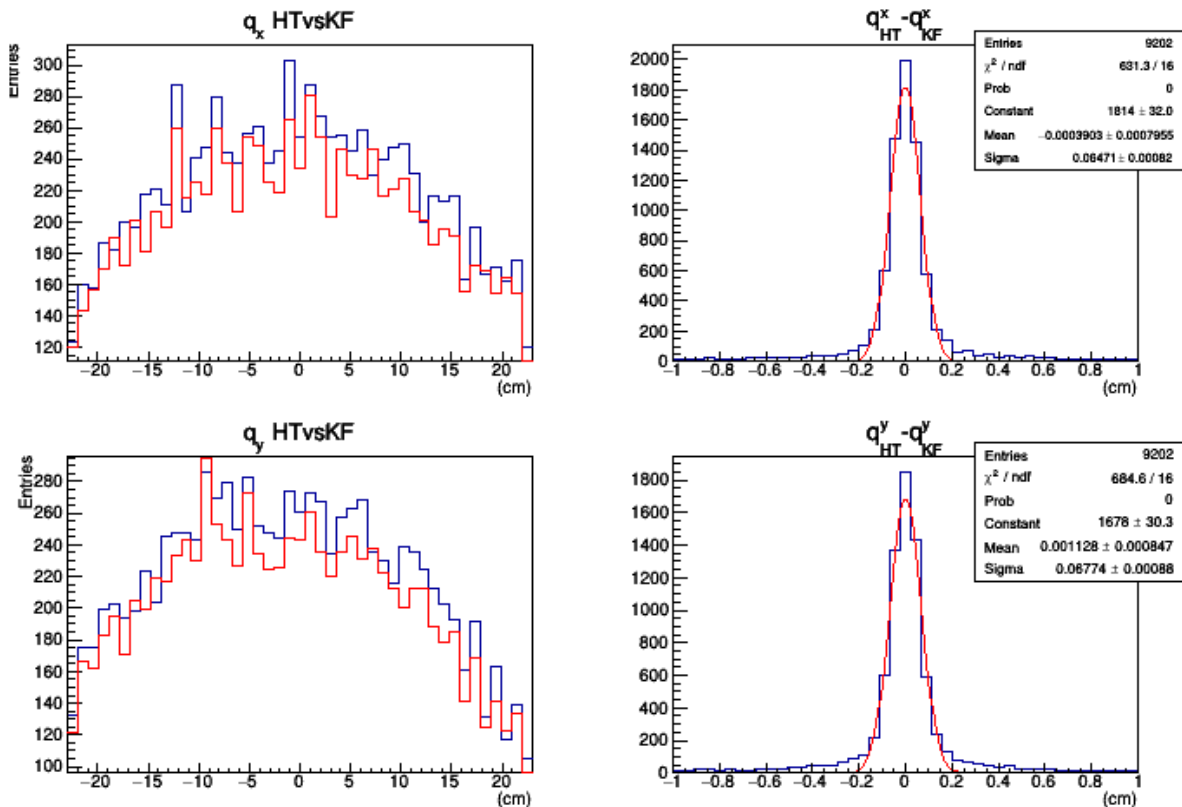 q_x HTvsKF
Entries
300
280
260
240
220
200
180
160
140
120
−20 −15 −10 −5 0 5 10 15 20
(cm)
q^x_HT-q^x_KF
Entries 9202
χ² / ndf 631.3 / 16
Prob 0
Constant 1814 ± 32.0
Mean −0.0003903 ± 0.0007955
Sigma 0.06471 ± 0.00082
2000
1800
1600
1400
1200
1000
800
600
400
200
0
−1 −0.8 −0.6 −0.4 −0.2 0 0.2 0.4 0.6 0.8 1
(cm)
q_y HTvsKF
Entries
280
260
240
220
200
180
160
140
120
100
−20 −15 −10 −5 0 5 10 15 20
(cm)
q^y_HT-q^y_KF
Entries 9202
χ² / ndf 684.6 / 16
Prob 0
Constant 1678 ± 30.3
Mean 0.001128 ± 0.000847
Sigma 0.06774 ± 0.00088
1800
1600
1400
1200
1000
800
600
400
200
0
−1 −0.8 −0.6 −0.4 −0.2 0 0.2 0.4 0.6 0.8 1
(cm)